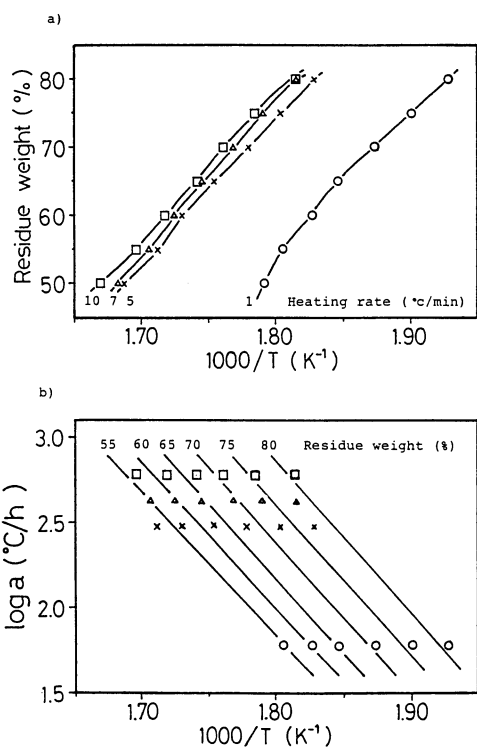 a)
Residue weight (%)
80
70
60
50
10 7 5 1 Heating rate (°c/min)
1.70 1.80 1.90
1000/T (K⁻¹)
b)
log a (°C/h)
3.0
2.5
2.0
1.5
55 60 65 70 75 80 Residue weight (%)
1.70 1.80 1.90
1000/T (K⁻¹)